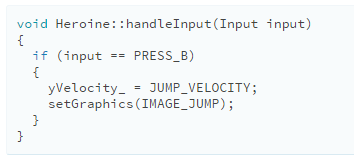 void Heroine::handleInput(Input input)
{
  if (input == PRESS_B)
  {
    yVelocity_ = JUMP_VELOCITY;
    setGraphics(IMAGE_JUMP);
  }
}